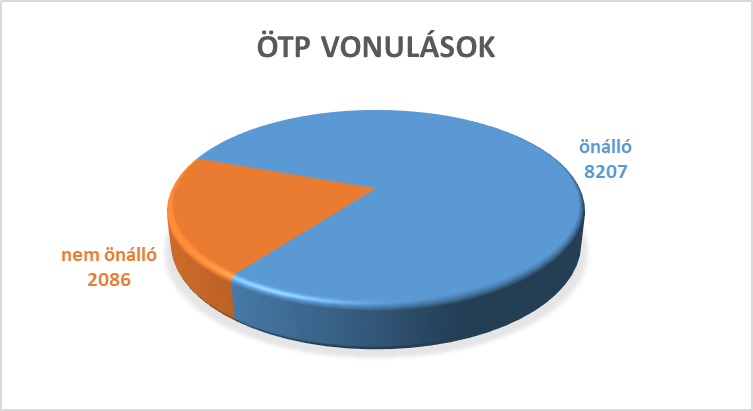 ÖTP VONULÁSOK
önálló
8207
nem önálló
2086